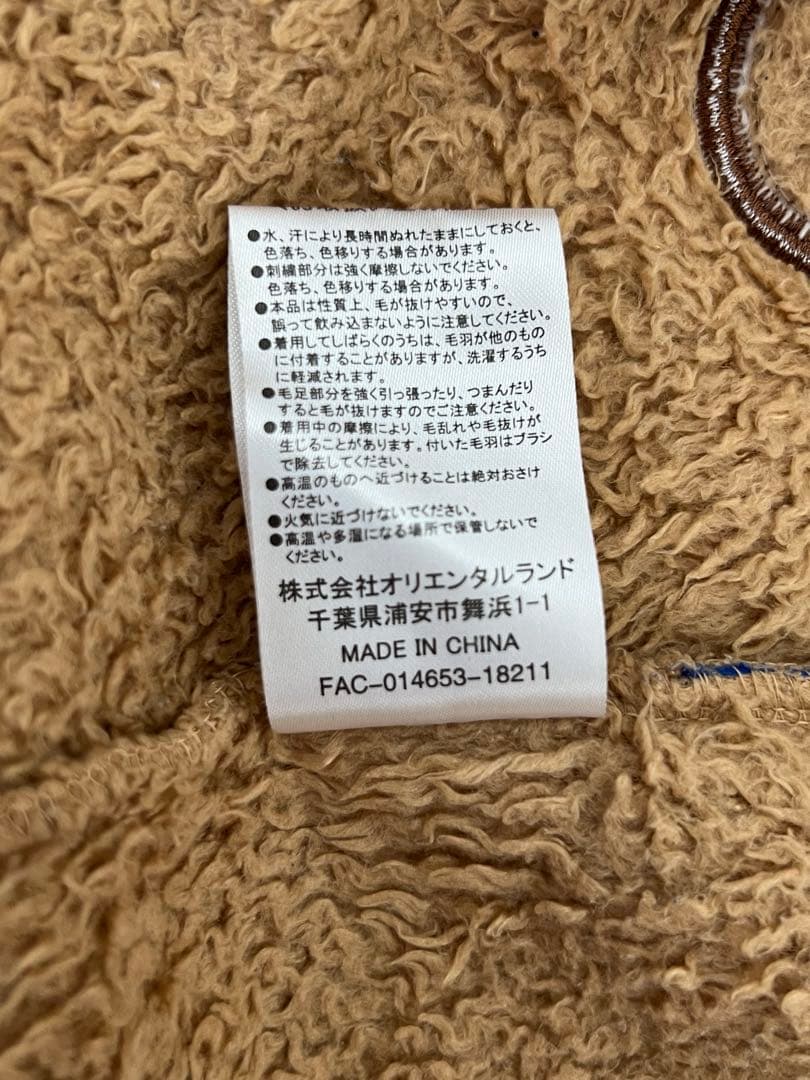 ●水、汗により長時間ぬれたままにしておくと、
色落ち、色移りする場合があります。
●刺繍部分は強く摩擦しないでください。
色落ち、色移りする場合があります。
●本品は性質上、毛が抜けやすいので、
誤って飲み込まないように注意してください。
●着用してしばらくのうちは、毛羽が他のもの
に付着することがありますが、洗濯するうち
に軽減されます。
●毛足部分を強く引っ張ったり、つまんだり
すると毛が抜けますのでご注意ください。
●着用中の摩擦により、毛乱れや毛抜けが
生じることがあります。付いた毛羽はブラシ
で除去してください。
●高温のものへ近づけることは絶対おさけ
ください。
●火気に近づけないでください。
●高温や多湿になる場所で保管しないで
ください。
株式会社オリエンタルランド
千葉県浦安市舞浜1-1
MADE IN CHINA
FAC-014653-18211